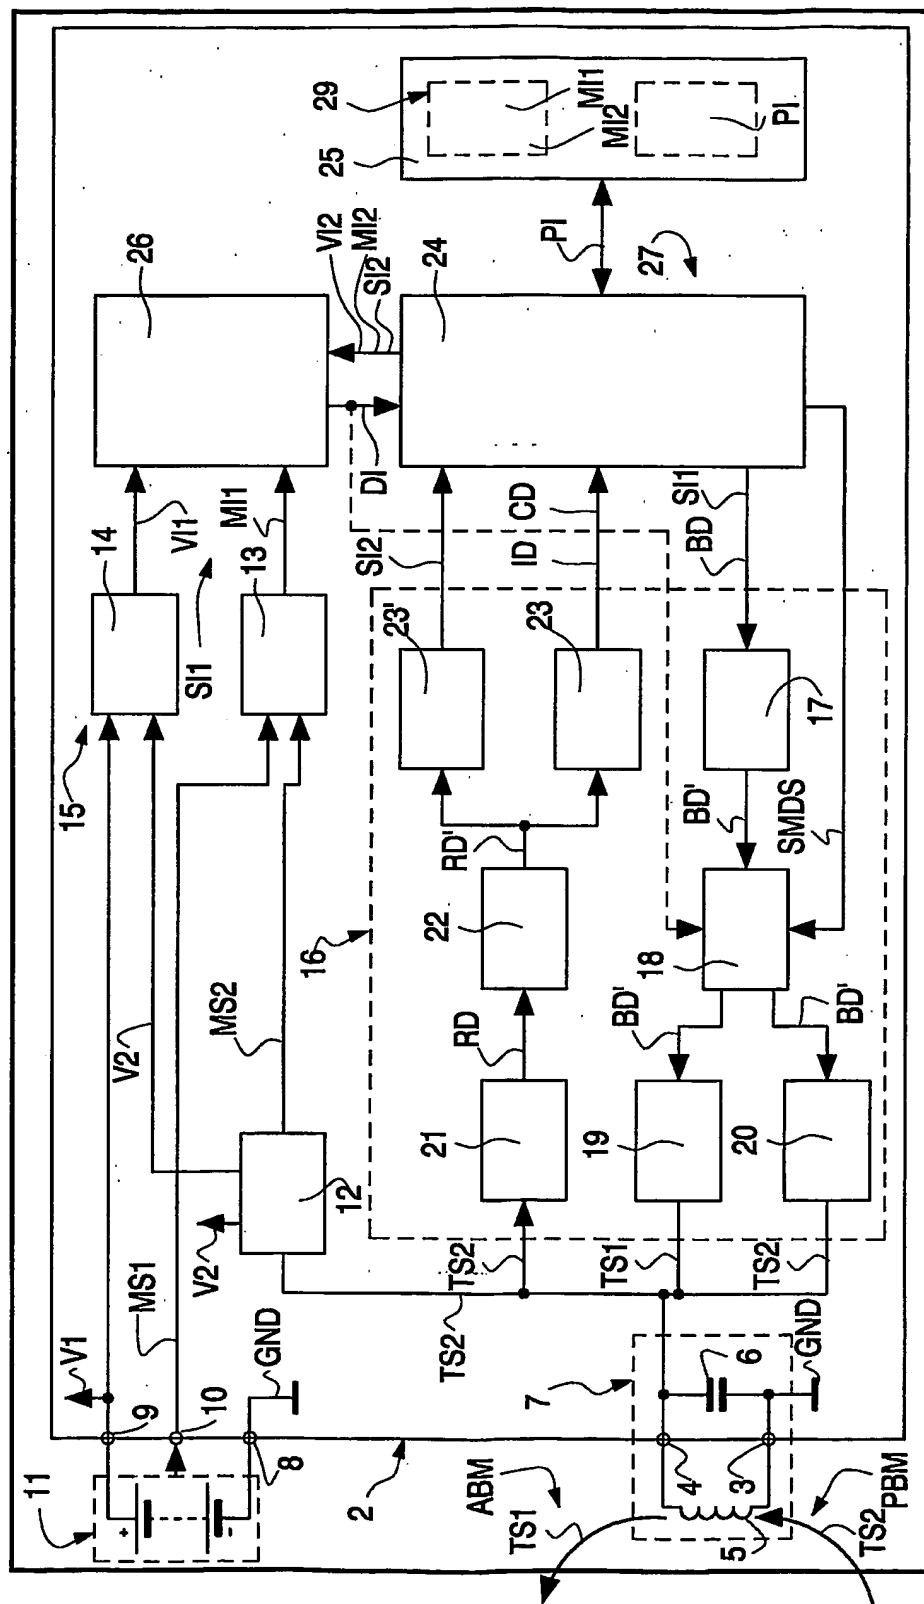 29
25
MI1
MI2
PI
26
VI2
MI2
SI2
PI
27
24
DI
14
VI1
SI1
MI1
13
15
SI2
CD
ID
SI1
BD
23'
23
17
BD'
SMDS
RD'
22
16
18
V2
MS2
RD
BD'
BD'
21
19
20
12
V2
MS1
TS2
TS2
TS1
TS2
V1
GND
9
10
8
7
6
GND
11
+
-
2
4
3
5
ABM
TS1
PBM
TS2